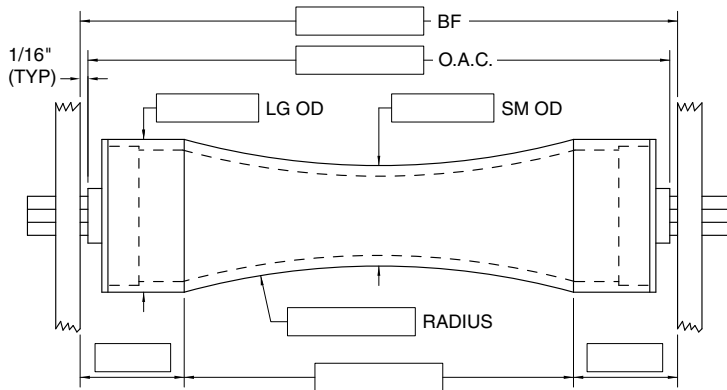 BF
1/16"
(TYP)
O.A.C.
LG OD
SM OD
RADIUS